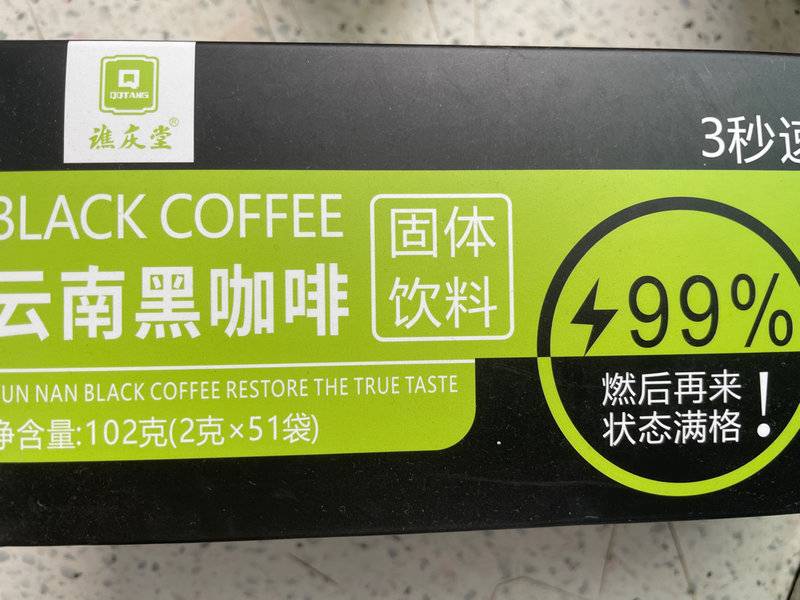 Q
QQTANG
谯庆堂®
3秒速
BLACK COFFEE
云南黑咖啡
固体
饮料
UN NAN BLACK COFFEE RESTORE THE TRUE TASTE
净含量:102克(2克×51袋)
99%
燃后再来
状态满格!